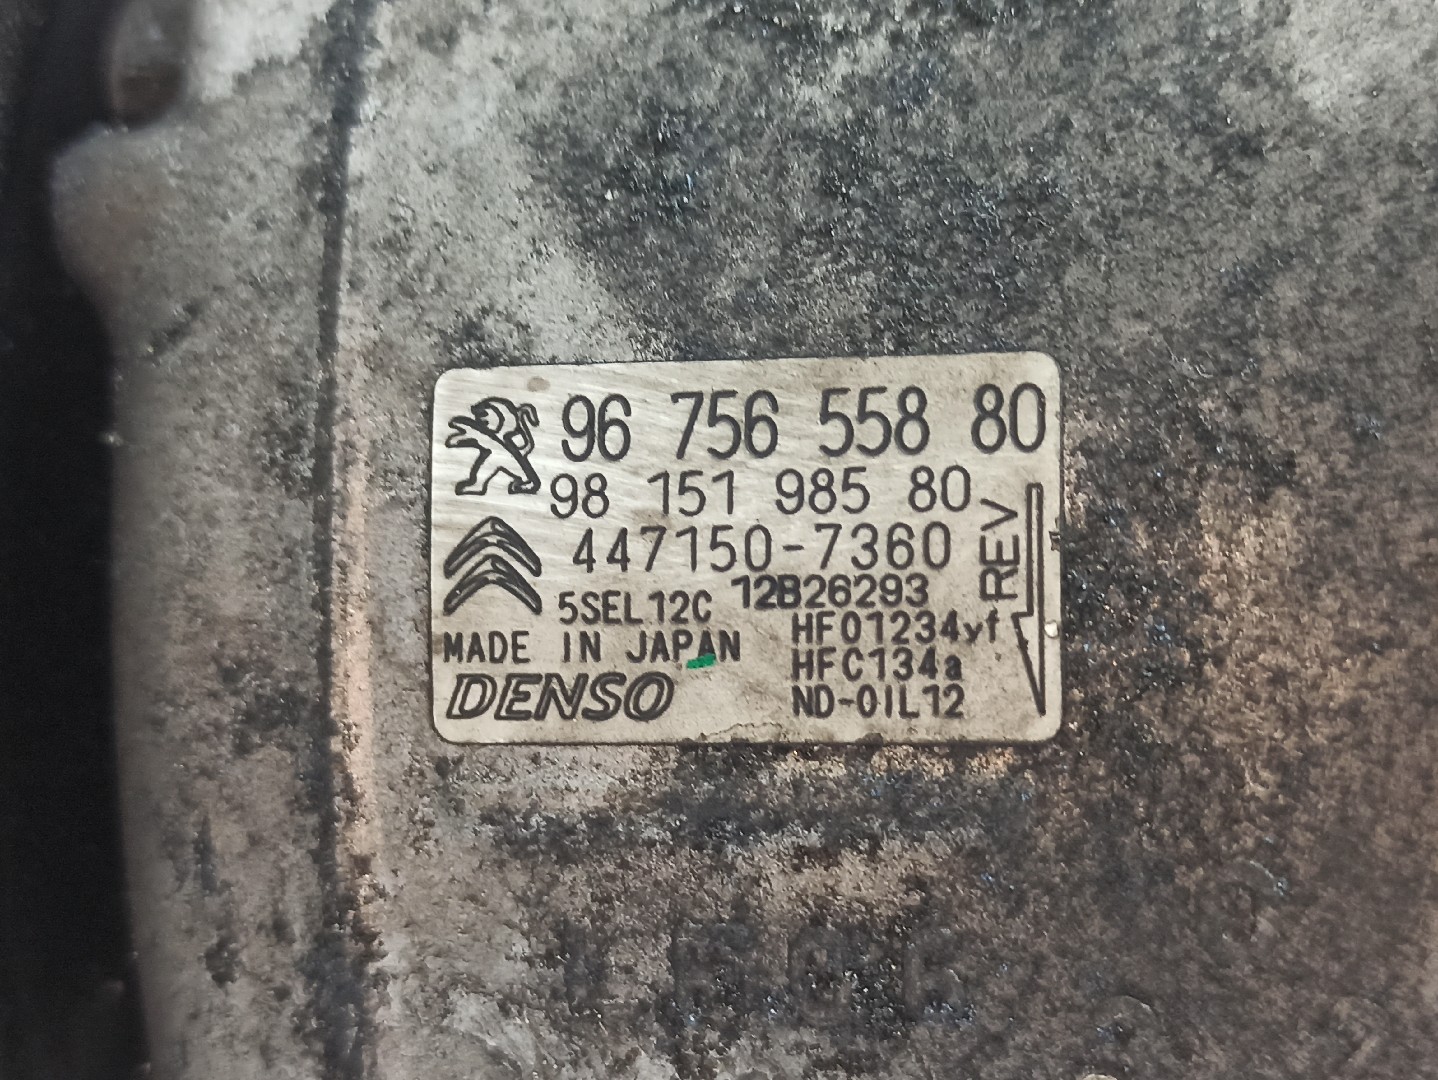 96 756 558 80
98 151 985 80
447150-7360
5SEL12C 12B26293
MADE IN JAPAN
DENSO
HF01234yf
HFC134a
ND-OIL12
REV